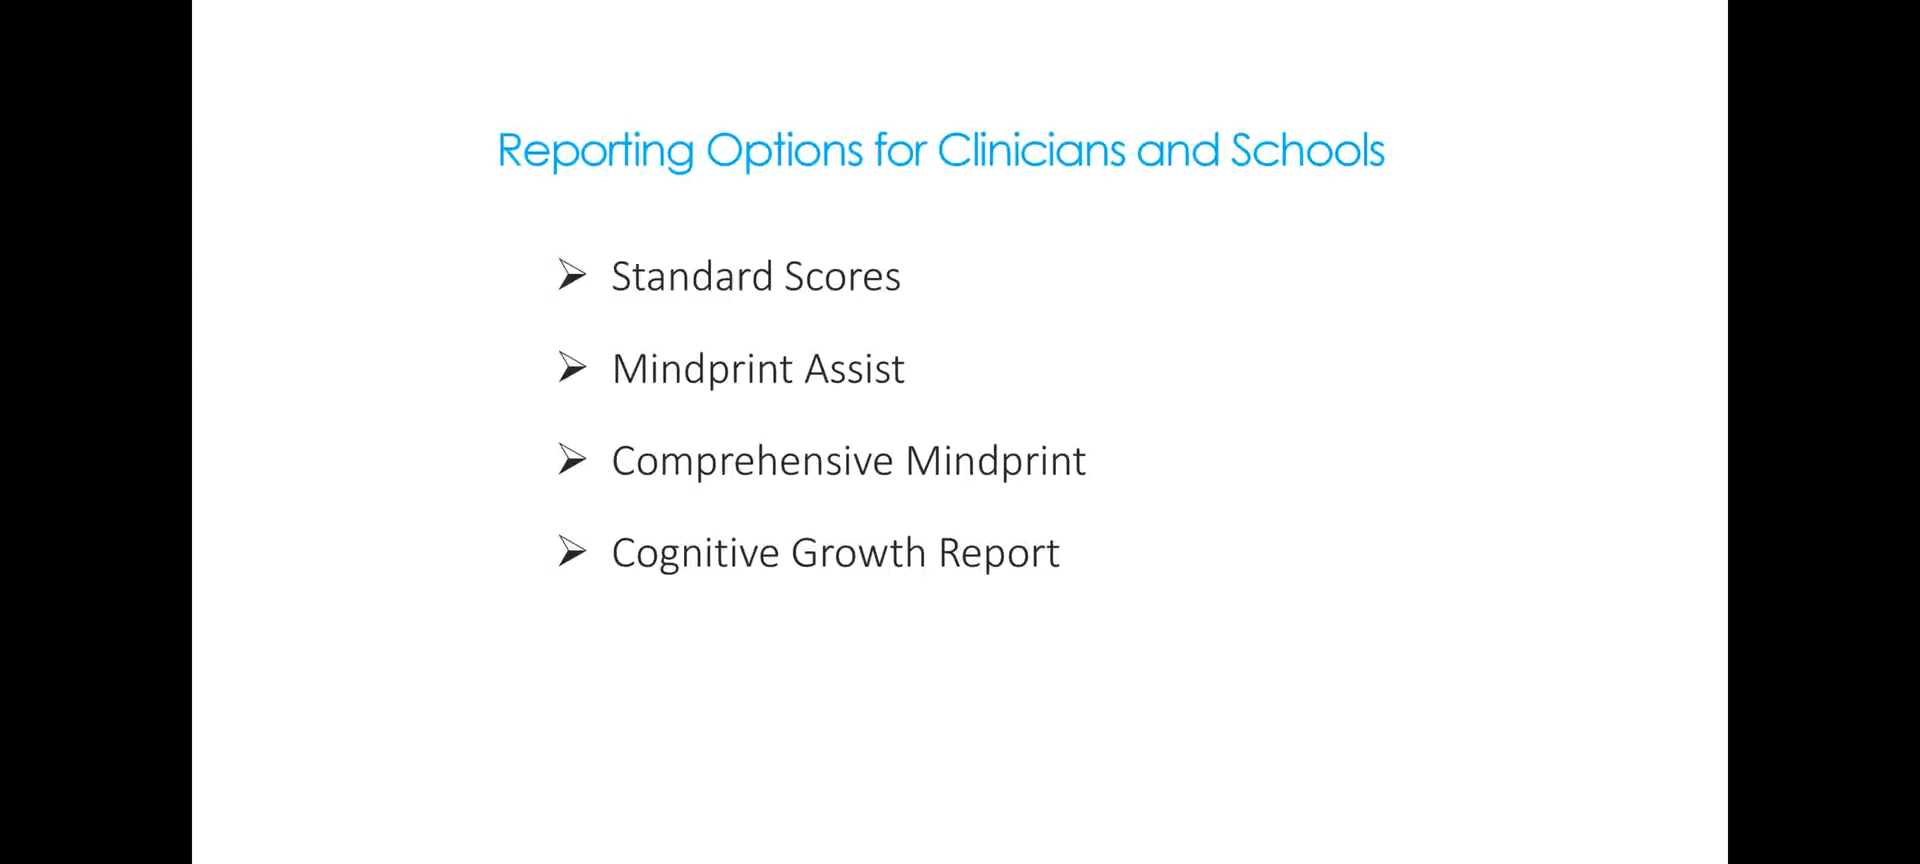 Reporting Options for Clinicians and Schools
➢ Standard Scores
➢ Mindprint Assist
➢ Comprehensive Mindprint
➢ Cognitive Growth Report